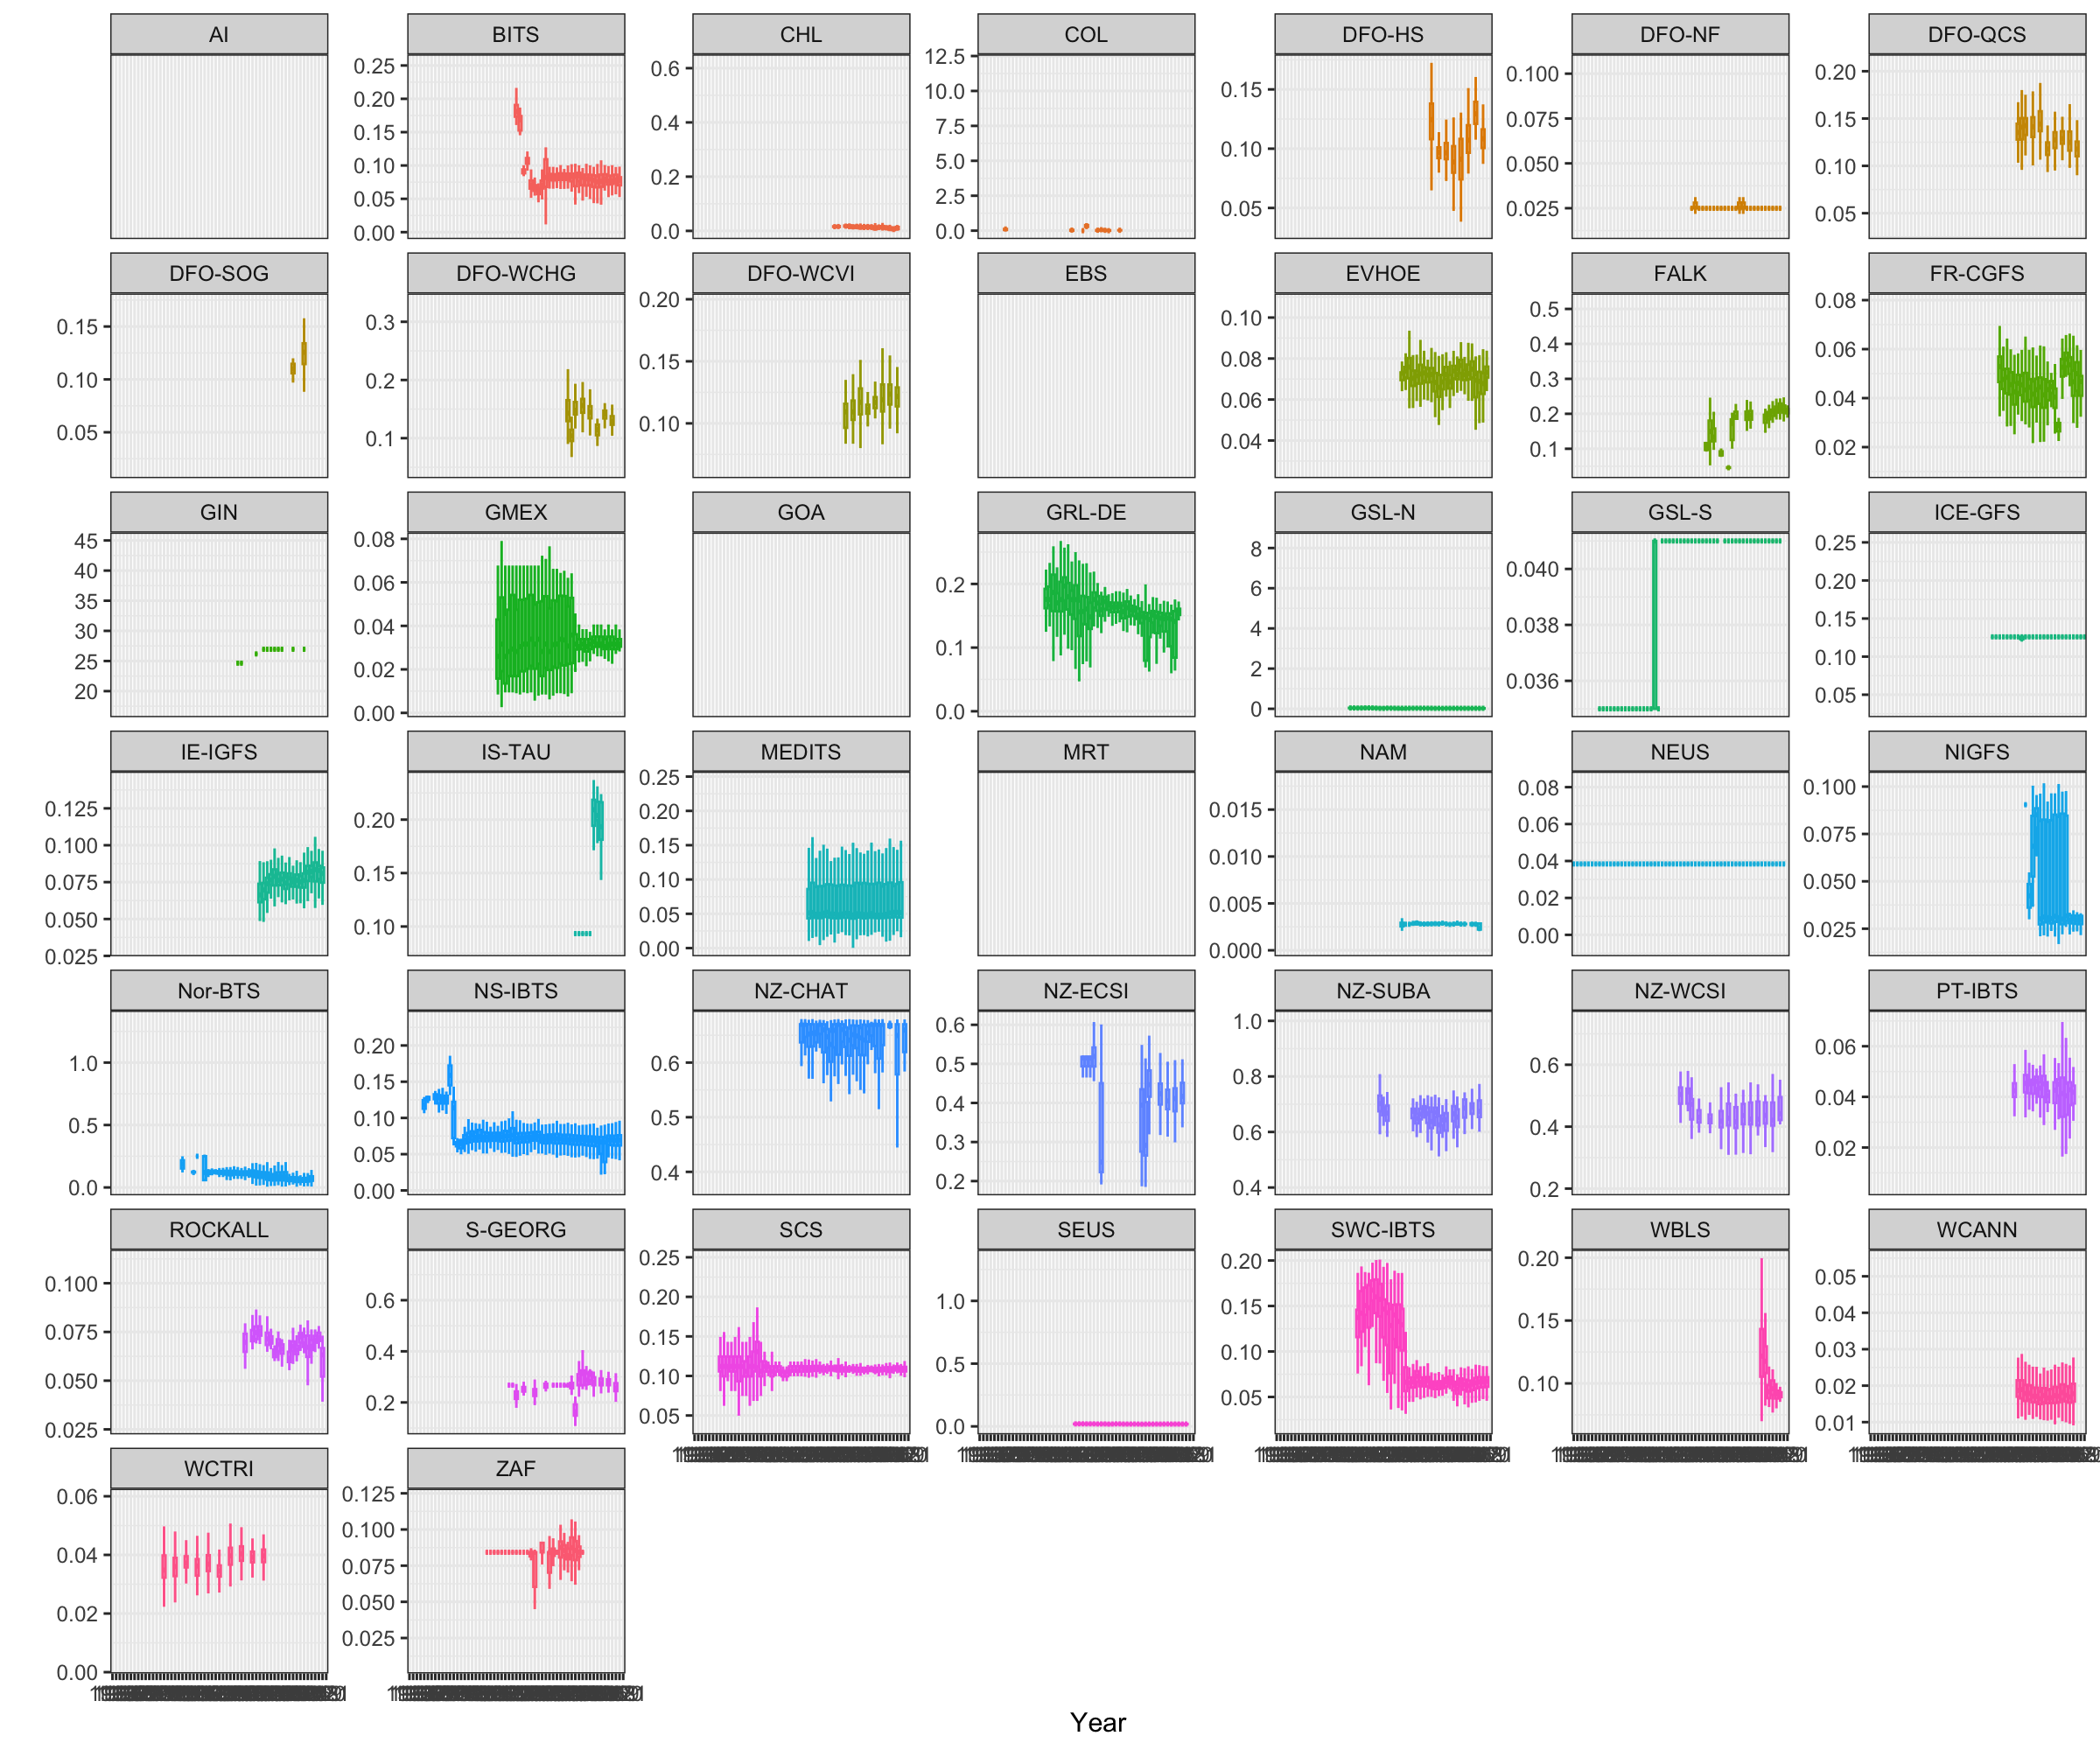 AI BITS CHL COL DFO-HS DFO-NF DFO-QCS
0.25 0.20 0.15 0.10 0.05 0.00
0.6 0.4 0.2 0.0
12.5 10.0 7.5 5.0 2.5 0.0
0.15 0.10 0.05
0.100 0.075 0.050 0.025
0.20 0.15 0.10 0.05
DFO-SOG DFO-WCHG DFO-WCVI EBS EVHOE FALK FR-CGFS
0.15 0.10 0.05
0.3 0.2 0.1
0.20 0.15 0.10
0.10 0.08 0.06 0.04
0.5 0.4 0.3 0.2 0.1
0.08 0.06 0.04 0.02
GIN GMEX GOA GRL-DE GSL-N GSL-S ICE-GFS
45 40 35 30 25 20
0.08 0.06 0.04 0.02 0.00
0.2 0.1 0.0
8 6 4 2 0
0.040 0.038 0.036
0.25 0.20 0.15 0.10 0.05
IE-IGFS IS-TAU MEDITS MRT NAM NEUS NIGFS
0.125 0.100 0.075 0.050 0.025
0.20 0.15 0.10
0.25 0.20 0.15 0.10 0.05 0.00
0.015 0.010 0.005 0.000
0.08 0.06 0.04 0.02 0.00
0.100 0.075 0.050 0.025
Nor-BTS NS-IBTS NZ-CHAT NZ-ECSI NZ-SUBA NZ-WCSI PT-IBTS
1.0 0.5 0.0
0.20 0.15 0.10 0.05 0.00
0.6 0.5 0.4
0.6 0.5 0.4 0.3 0.2
1.0 0.8 0.6 0.4
0.6 0.4 0.2
0.06 0.04 0.02
ROCKALL S-GEORG SCS SEUS SWC-IBTS WBLS WCANN
0.100 0.075 0.050 0.025
0.6 0.4 0.2
0.25 0.20 0.15 0.10 0.05
1.0 0.5 0.0
0.20 0.15 0.10 0.05
0.20 0.15 0.10
0.05 0.04 0.03 0.02 0.01
WCTRI ZAF
0.06 0.04 0.02 0.00
0.125 0.100 0.075 0.050 0.025
Year